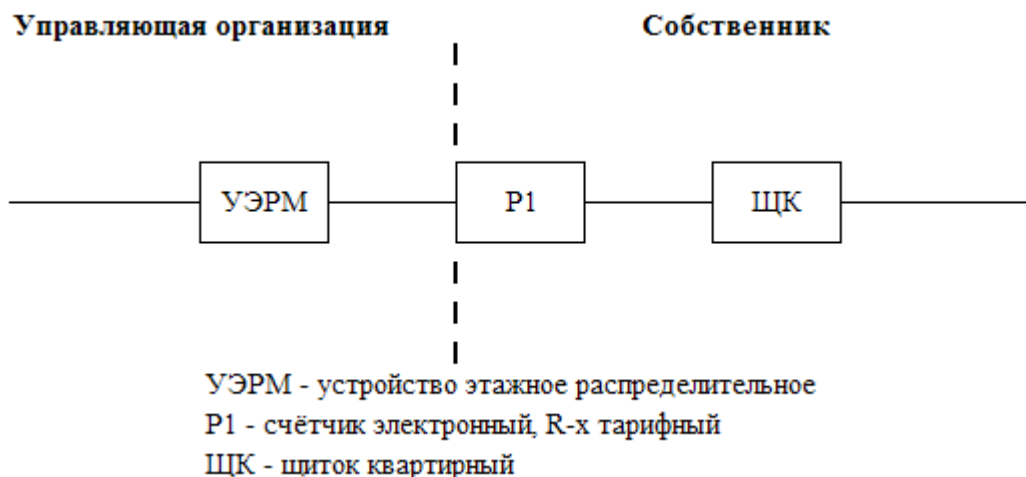 Управляющая организация
Собственник
УЭРМ
Р1
ЩК
УЭРМ - устройство этажное распределительное
Р1 - счётчик электронный, R-х тарифный
ЩК - щиток квартирный